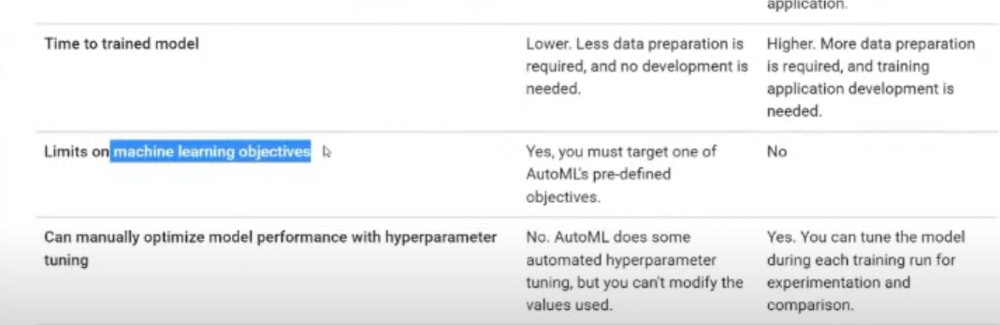 application.
Time to trained model
Lower. Less data preparation is
required, and no development is
needed.
Higher. More data preparation
is required, and training
application development is
needed.
Limits on machine learning objectives
Yes, you must target one of
AutoML's pre-defined
objectives.
No
Can manually optimize model performance with hyperparameter
tuning
No. AutoML does some
automated hyperparameter
tuning, but you can't modify the
values used.
Yes. You can tune the model
during each training run for
experimentation and
comparison.